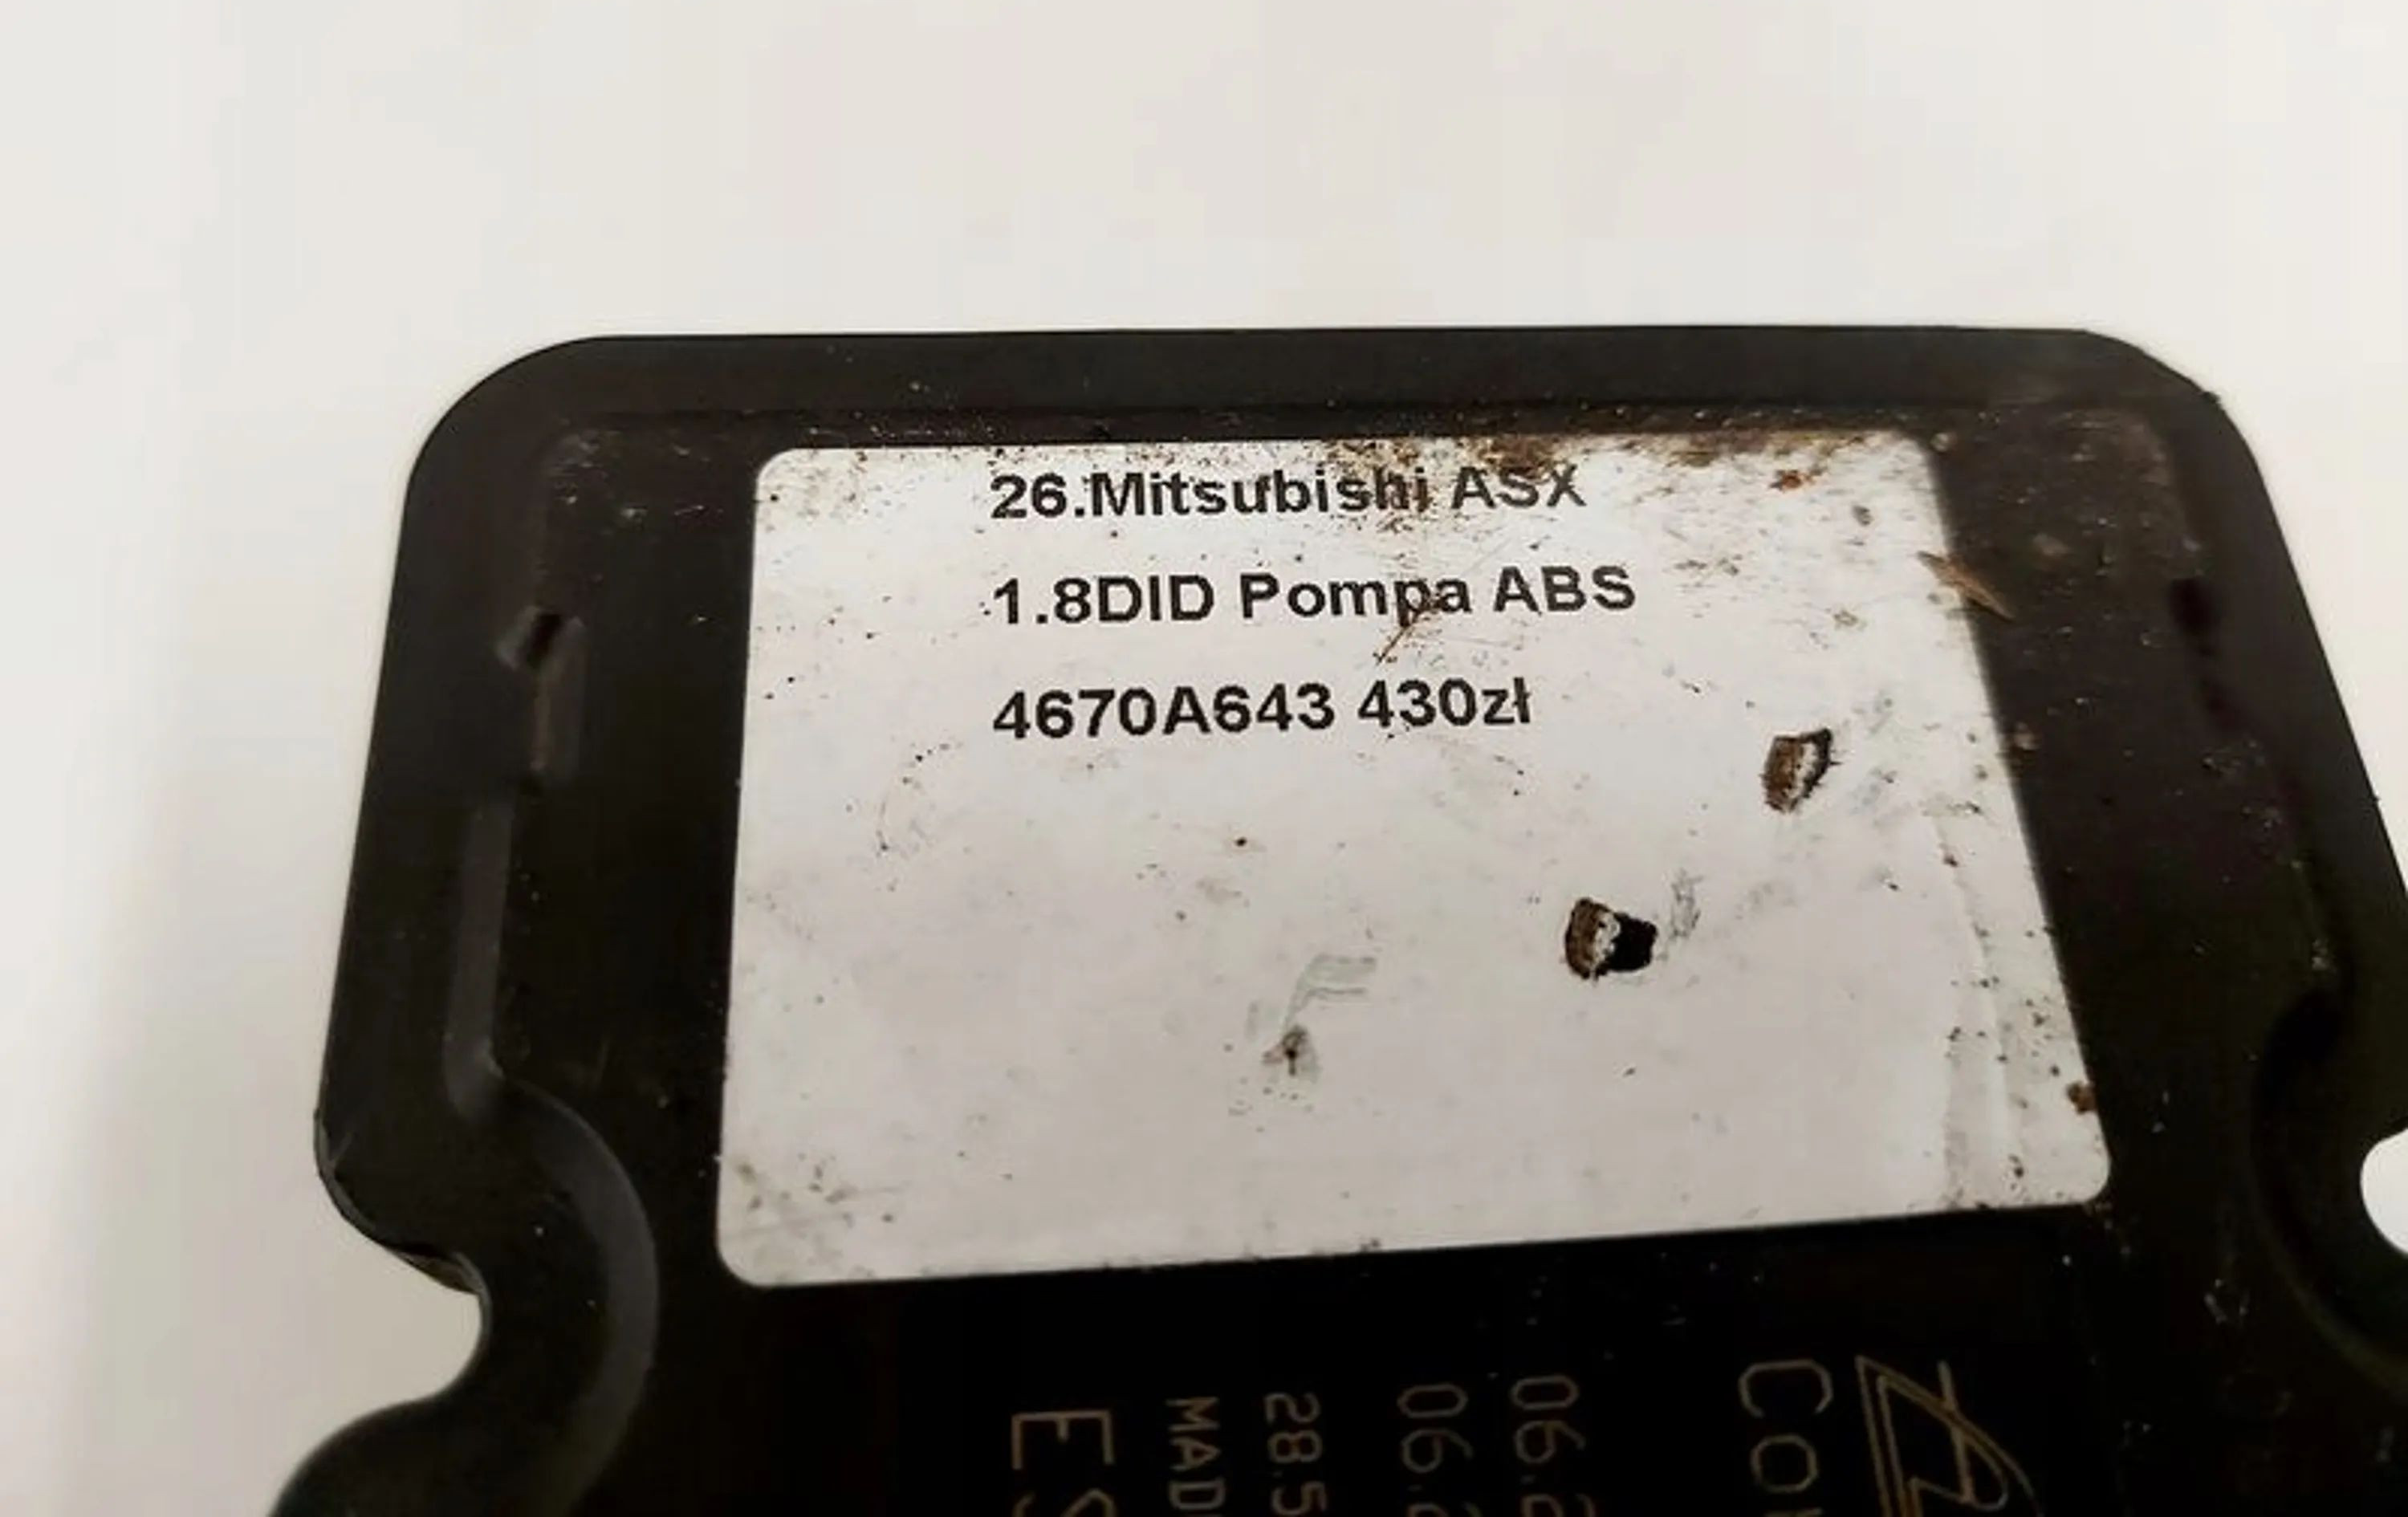 26.Mitsubishi ASX
1.8DID Pompa ABS
4670A643 430zł